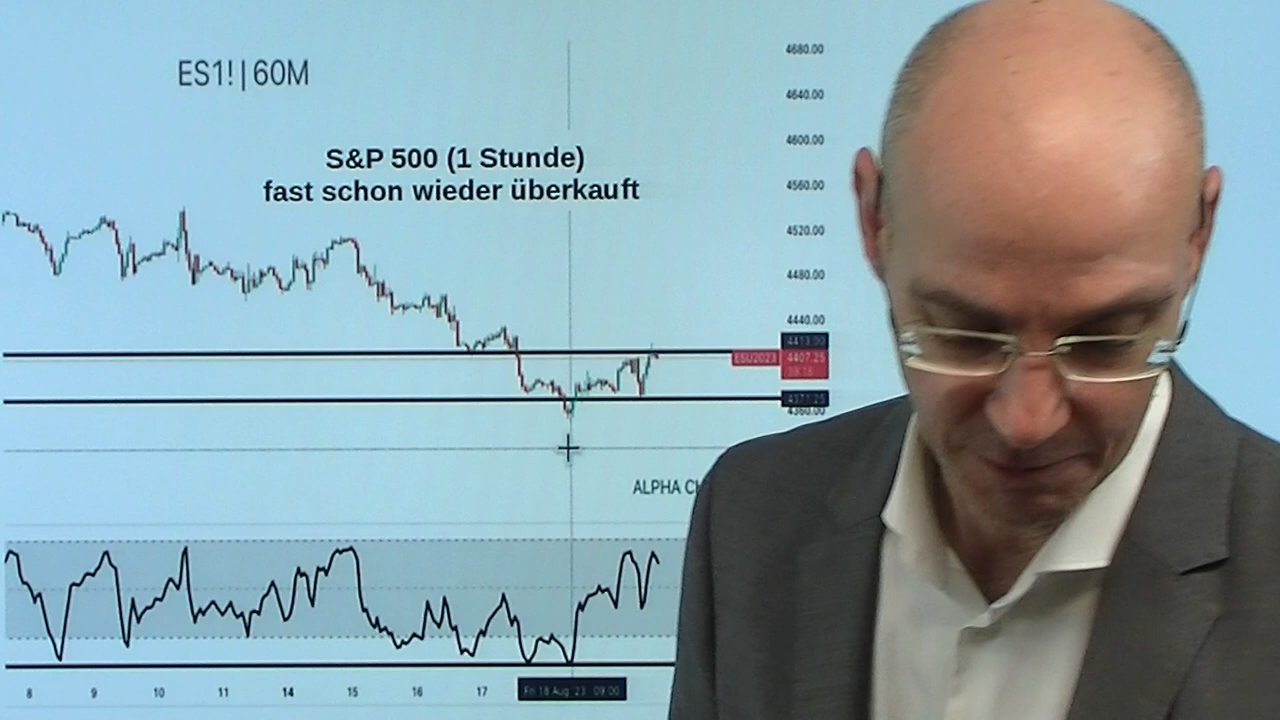 ES1! | 60M
S&P 500 (1 Stunde)
fast schon wieder überkauft
4680.00
4640.00
4600.00
4560.00
4520.00
4480.00
4440.00
4413.00
ESU2023 4407.25
4371.25
4360.00
ALPHA
8 9 10 11 14 15 16 17 Fri 18 Aug '23 09:00